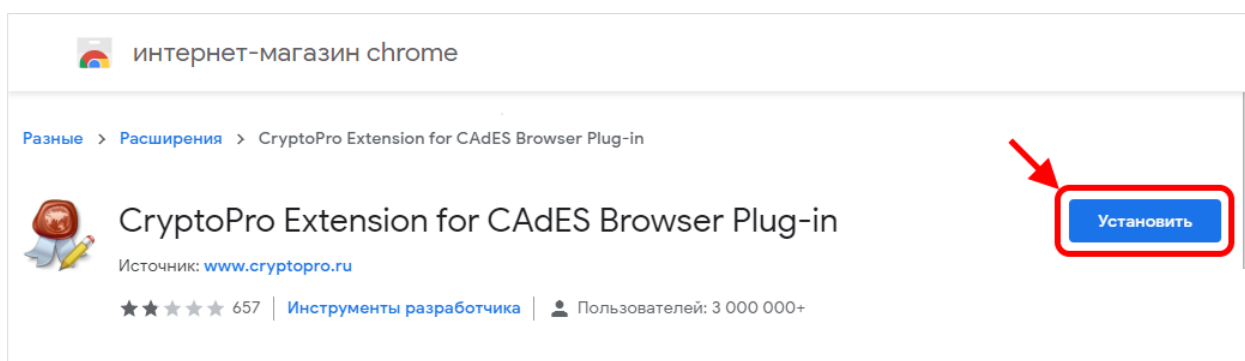 интернет-магазин chrome
Разные > Расширения > CryptoPro Extension for CAdES Browser Plug-in
CryptoPro Extension for CAdES Browser Plug-in
Установить
Источник: www.cryptopro.ru
657 Инструменты разработчика Пользователей: 3 000 000+